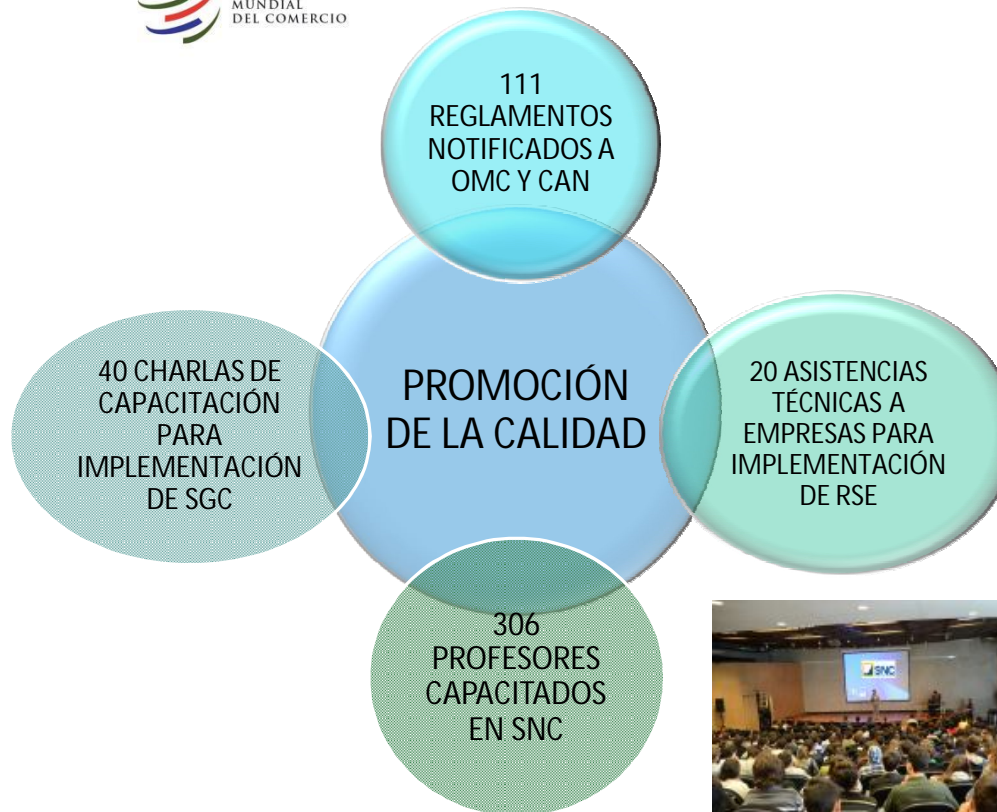 MUNDIAL
DEL COMERCIO
111
REGLAMENTOS
NOTIFICADOS A
OMC Y CAN
40 CHARLAS DE
CAPACITACIÓN
PARA
IMPLEMENTACIÓN
DE SGC
PROMOCIÓN
DE LA CALIDAD
20 ASISTENCIAS
TÉCNICAS A
EMPRESAS PARA
IMPLEMENTACIÓN
DE RSE
306
PROFESORES
CAPACITADOS
EN SNC
SNC